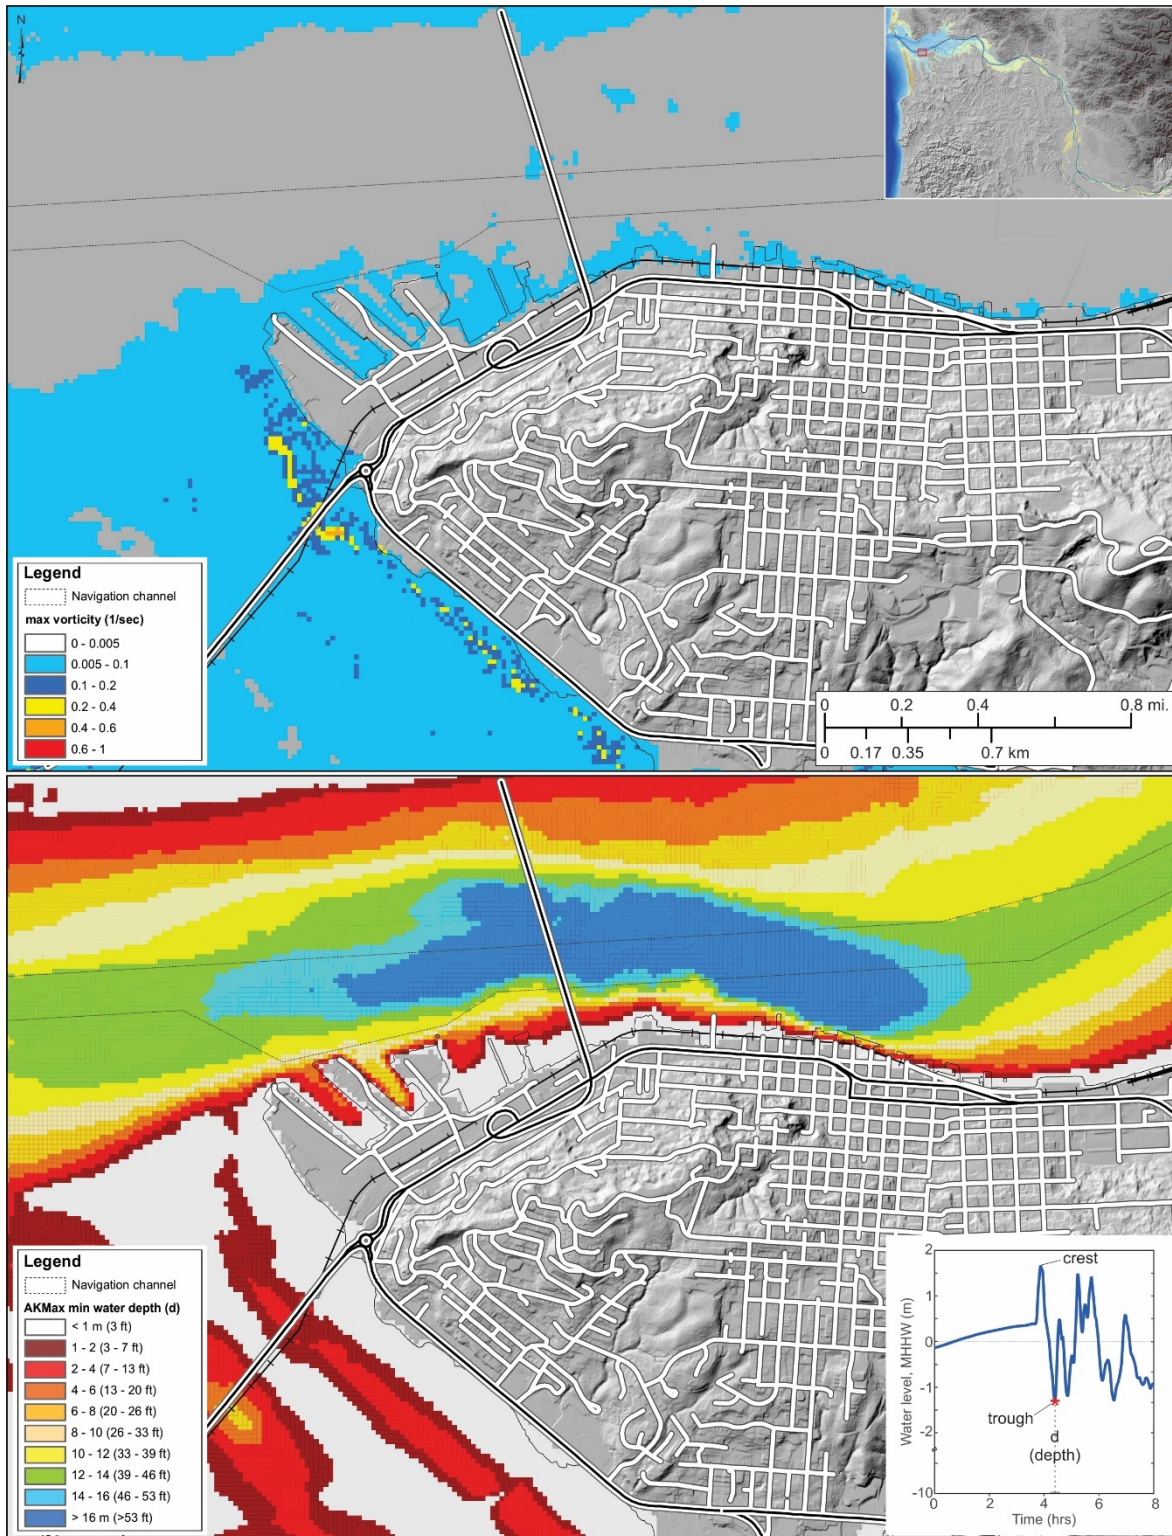 N
Legend
Navigation channel
max vorticity (1/sec)
0 - 0.005
0.005 - 0.1
0.1 - 0.2
0.2 - 0.4
0.4 - 0.6
0.6 - 1
0 0.2 0.4 0.8 mi.
0 0.17 0.35 0.7 km
Legend
Navigation channel
AKMax min water depth (d)
< 1 m (3 ft)
1 - 2 (3 - 7 ft)
2 - 4 (7 - 13 ft)
4 - 6 (13 - 20 ft)
6 - 8 (20 - 26 ft)
8 - 10 (26 - 33 ft)
10 - 12 (33 - 39 ft)
12 - 14 (39 - 46 ft)
14 - 16 (46 - 53 ft)
> 16 m (>53 ft)
Water level, MHHW (m)
2
1
0
-1
-2
-10
crest
trough
d
(depth)
0 2 4 6 8
Time (hrs)